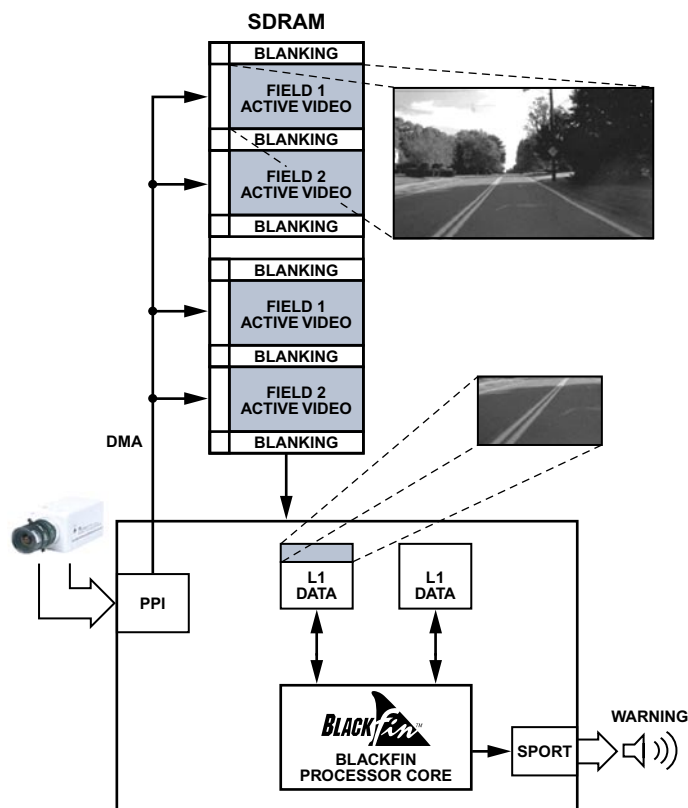 SDRAM
BLANKING
FIELD 1
ACTIVE VIDEO
BLANKING
FIELD 2
ACTIVE VIDEO
BLANKING
BLANKING
FIELD 1
ACTIVE VIDEO
BLANKING
FIELD 2
ACTIVE VIDEO
BLANKING
DMA
PPI
L1
DATA
L1
DATA
BLACKfin™
BLACKFIN
PROCESSOR CORE
SPORT
WARNING